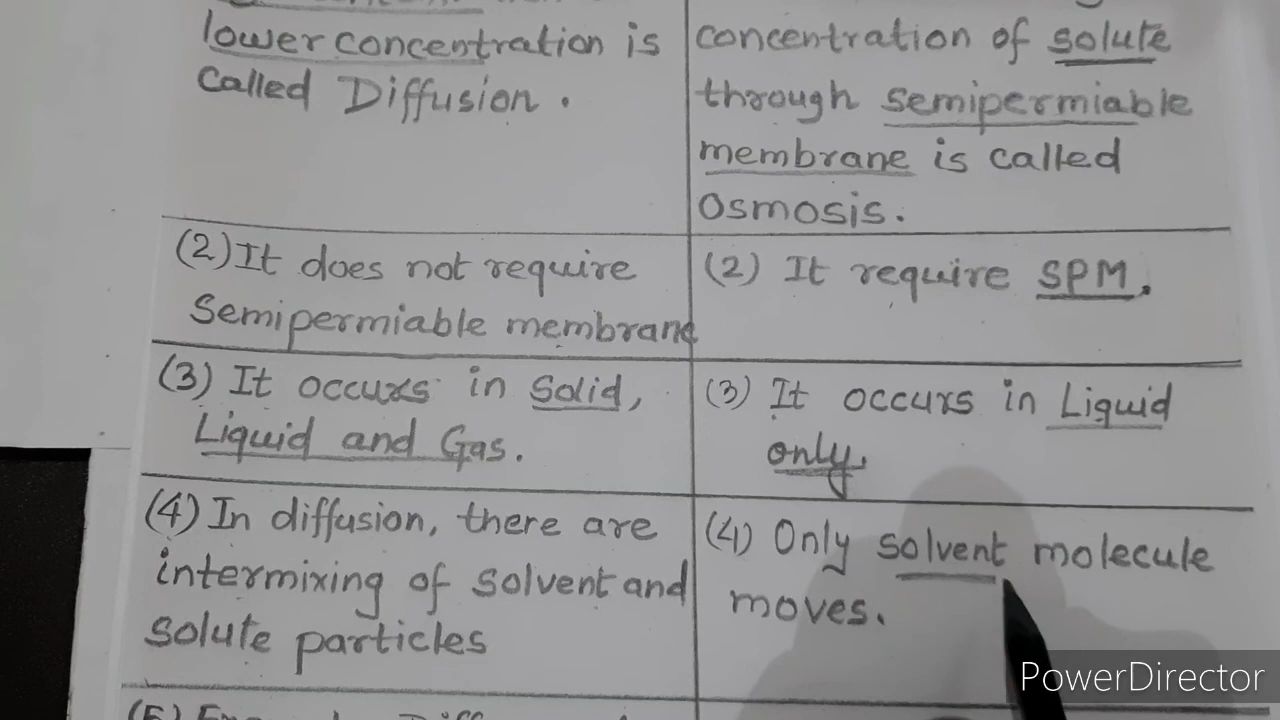 lower concentration is
called Diffusion.
concentration of solute
through semipermiable
membrane is called
Osmosis.
(2) It does not require
Semipermiable membrane
(2) It require SPM.
(3) It occurs in Solid,
Liquid and Gas.
(3) It occurs in Liquid
only.
(4) In diffusion, there are
intermixing of solvent and
solute particles
(4) Only solvent molecule
moves.
PowerDirector